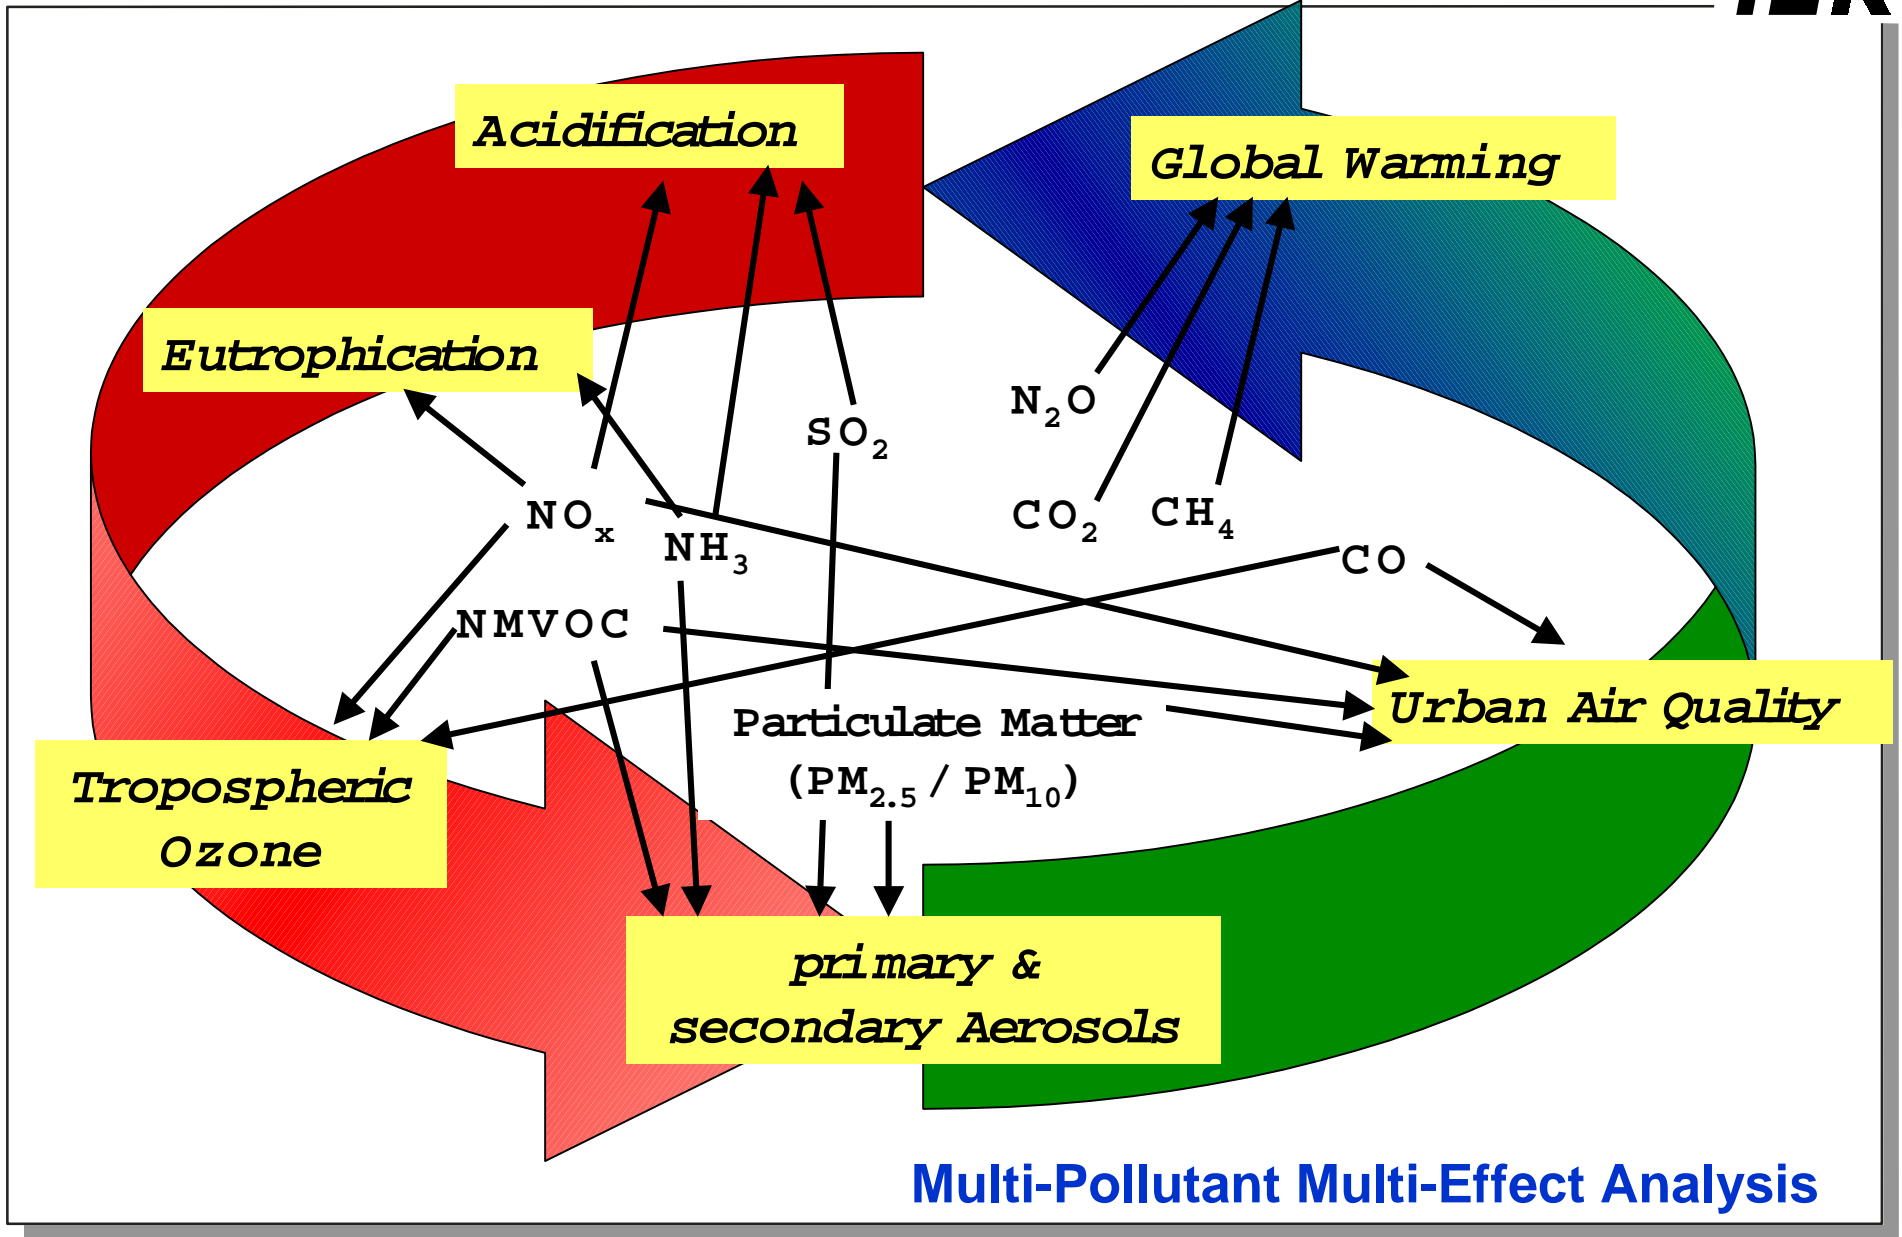 Acidification
Global Warming
Eutrophication
N₂O
SO₂
NOₓ
CO₂
CH₄
NH₃
CO
NMVOC
Urban Air Quality
Particulate Matter
(PM₂.₅ / PM₁₀)
Tropospheric
Ozone
primary &
secondary Aerosols
Multi-Pollutant Multi-Effect Analysis